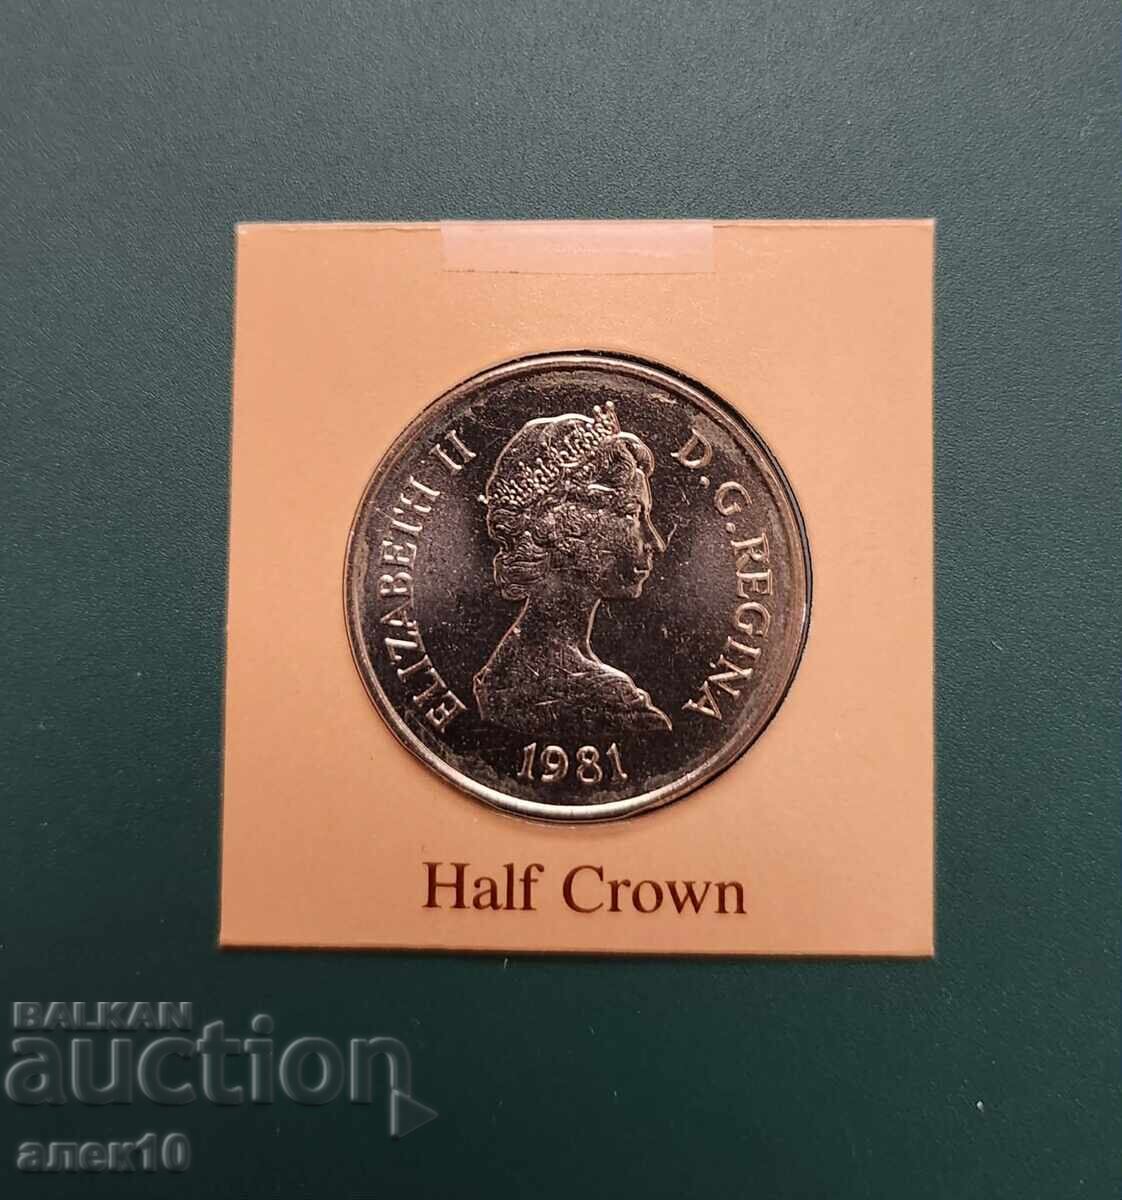 ELIZABETH II D.G.REGINA
1981
Half Crown
BALKAN
auction
алек10